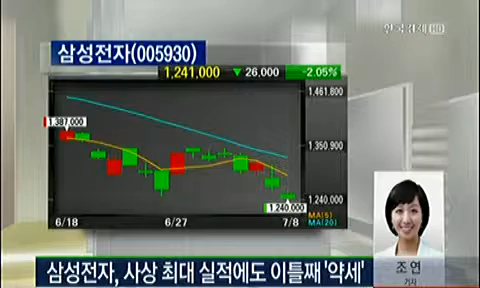 한국경제 HD
삼성전자(005930)
1,241,000 ▼ 26,000 -2.05%
1,461,800
1,387,000
1,350,900
1,240,000
1,240,000
MA(5)
MA(20)
6/18 6/27 7/8
조연
기자
삼성전자, 사상 최대 실적에도 이틀째 '약세'